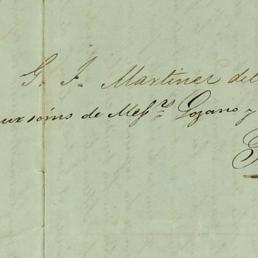 G. F. Martinez del
aux soins de Mess.rs Lozano y